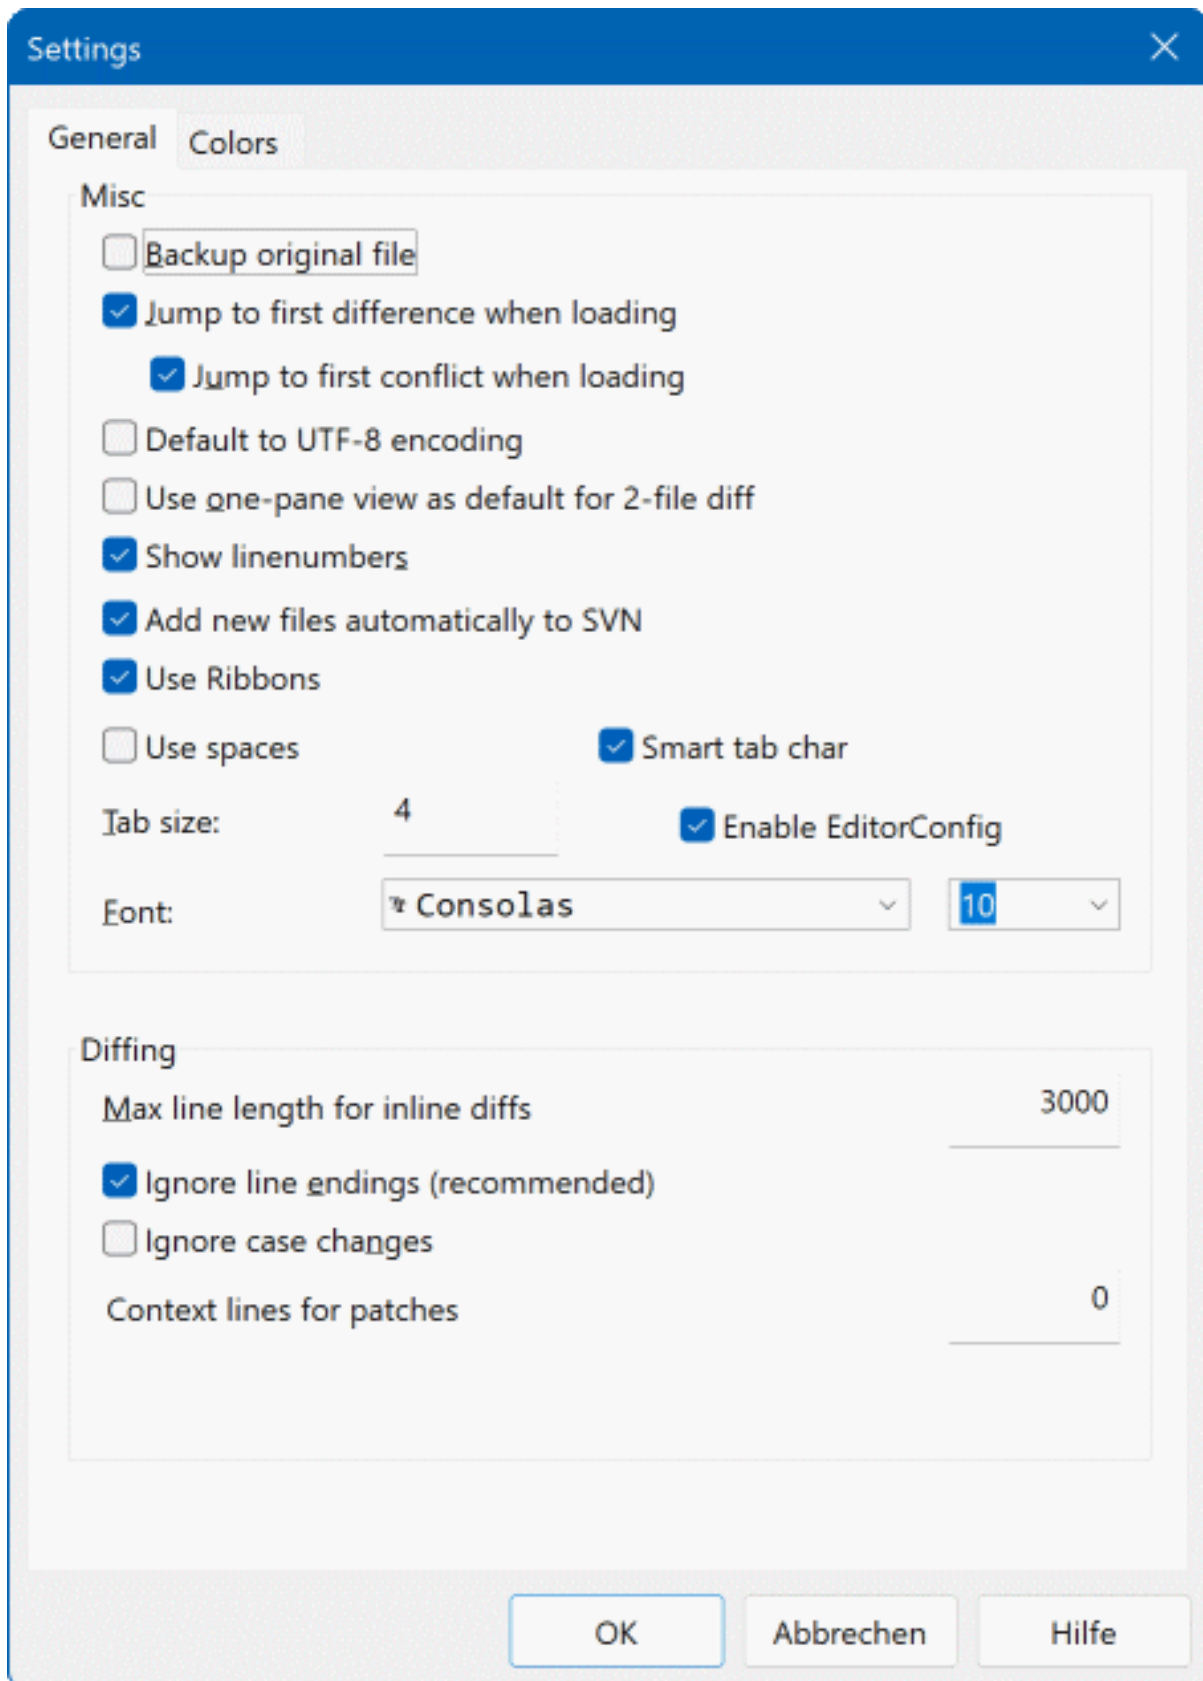 Settings
General
Colors
Misc
Backup original file
Jump to first difference when loading
Jump to first conflict when loading
Default to UTF-8 encoding
Use one-pane view as default for 2-file diff
Show linenumbers
Add new files automatically to SVN
Use Ribbons
Use spaces
Smart tab char
Tab size:
4
Enable EditorConfig
Font:
Consolas
10
Diffing
Max line length for inline diffs
3000
Ignore line endings (recommended)
Ignore case changes
Context lines for patches
0
OK
Abbrechen
Hilfe